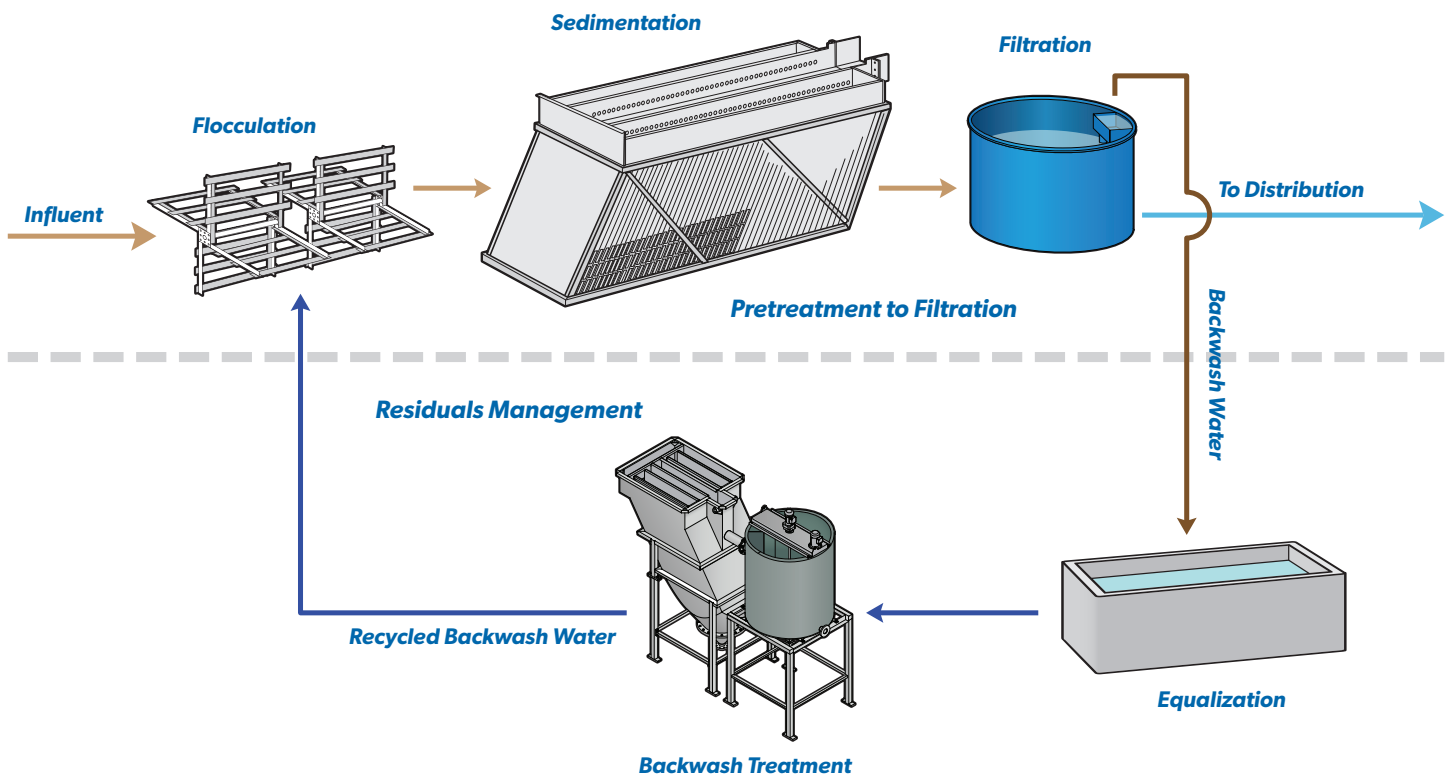 Sedimentation
Filtration
Flocculation
Influent
To Distribution
Pretreatment to Filtration
Backwash Water
Residuals Management
Recycled Backwash Water
Equalization
Backwash Treatment